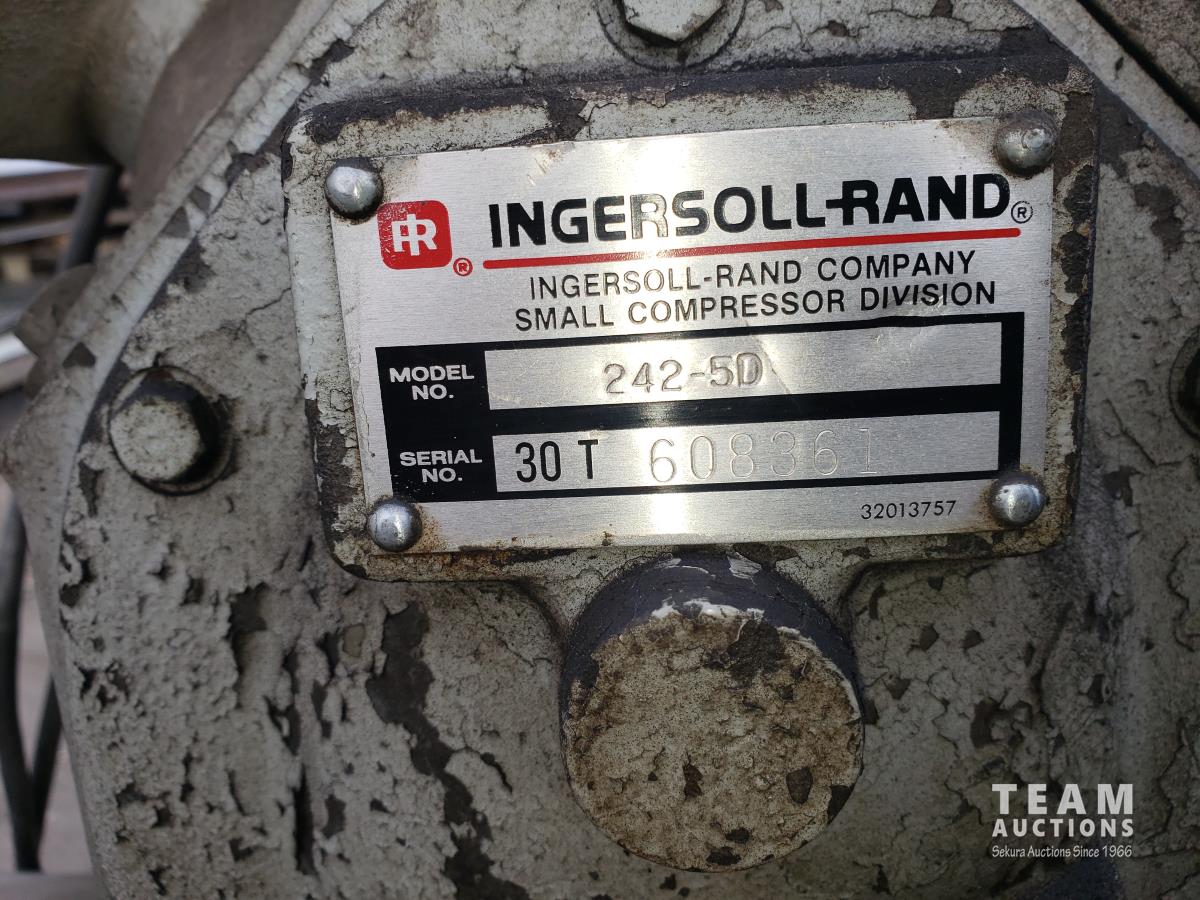 IR ®
INGERSOLL-RAND®
INGERSOLL-RAND COMPANY
SMALL COMPRESSOR DIVISION
MODEL NO. 242-5D
SERIAL NO. 30T 608361
32013757
TEAM
AUCTIONS
Sekura Auctions Since 1966